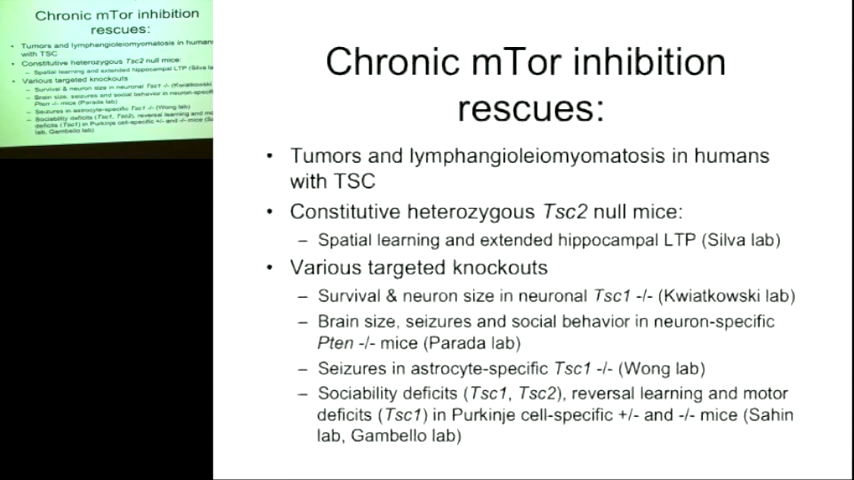 Chronic mTor inhibition
rescues:
• Tumors and lymphangioleiomyomatosis in humans
with TSC
• Constitutive heterozygous Tsc2 null mice:
– Spatial learning and extended hippocampal LTP (Silva la
• Various targeted knockouts
– Survival & neuron size in neuronal Tsc1 -/- (Kwiatkowski
– Brain size, seizures and social behavior in neuron-specif
Pten -/- mice (Parada lab)
– Seizures in astrocyte-specific Tsc1 -/- (Wong lab)
– Sociability deficits (Tsc1, Tsc2), reversal learning and mo
deficits (Tsc1) in Purkinje cell-specific +/- and -/- mice (Sa
lab, Gambello lab)
Chronic mTor inhibition
rescues:
• Tumors and lymphangioleiomyomatosis in humans
with TSC
• Constitutive heterozygous Tsc2 null mice:
– Spatial learning and extended hippocampal LTP (Silva lab)
• Various targeted knockouts
– Survival & neuron size in neuronal Tsc1 -/- (Kwiatkowski lab)
– Brain size, seizures and social behavior in neuron-specific
Pten -/- mice (Parada lab)
– Seizures in astrocyte-specific Tsc1 -/- (Wong lab)
– Sociability deficits (Tsc1, Tsc2), reversal learning and motor
deficits (Tsc1) in Purkinje cell-specific +/- and -/- mice (Sahin
lab, Gambello lab)